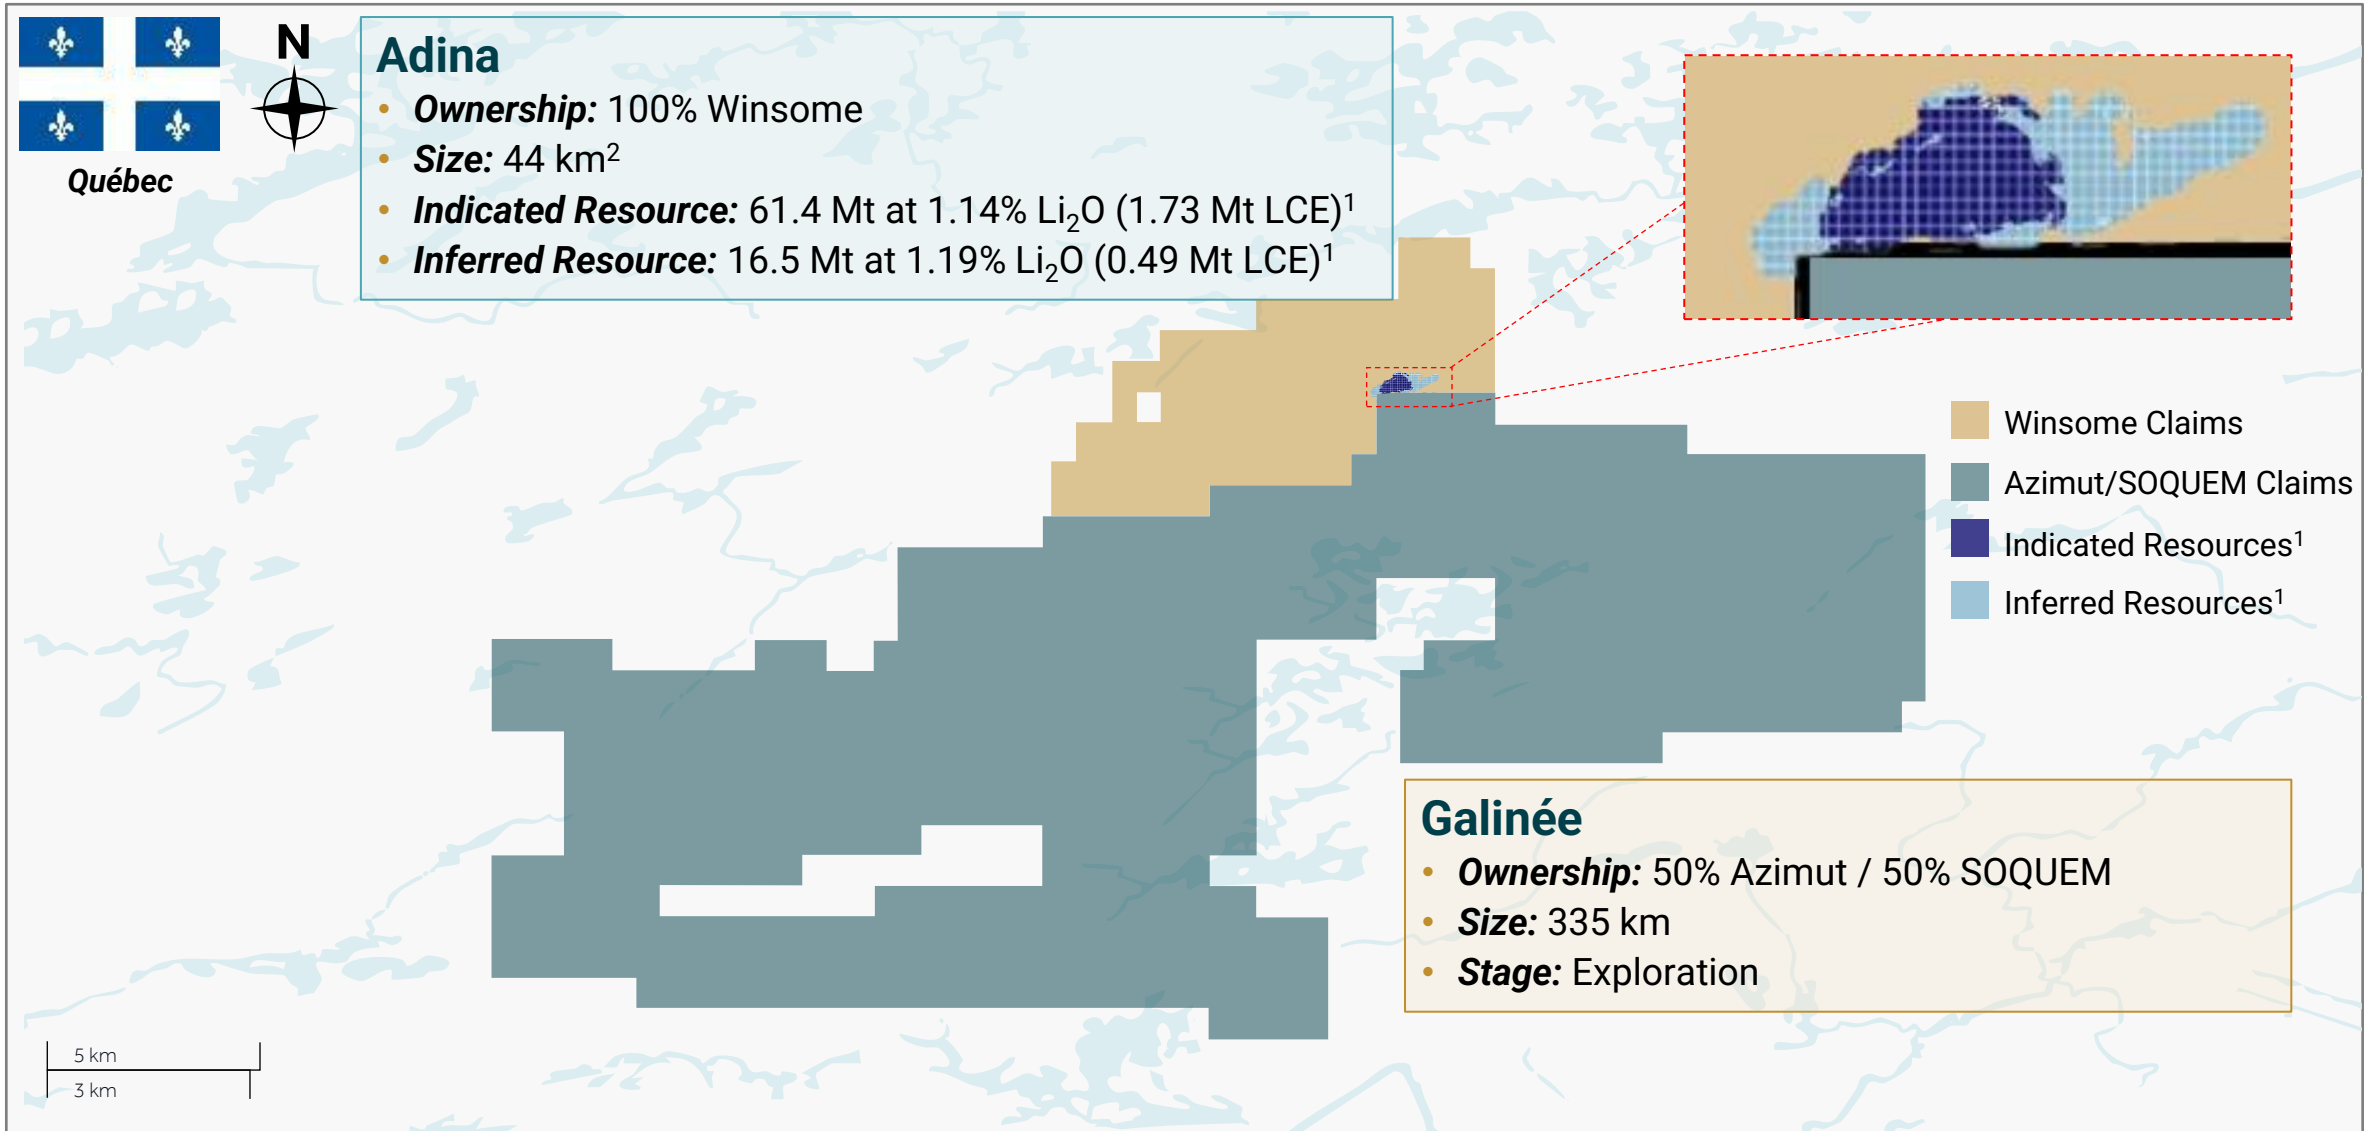 N
Québec
Adina
• Ownership: 100% Winsome
• Size: 44 km²
• Indicated Resource: 61.4 Mt at 1.14% Li₂O (1.73 Mt LCE)¹
• Inferred Resource: 16.5 Mt at 1.19% Li₂O (0.49 Mt LCE)¹
Winsome Claims
Azimut/SOQUEM Claims
Indicated Resources¹
Inferred Resources¹
Galinée
• Ownership: 50% Azimut / 50% SOQUEM
• Size: 335 km
• Stage: Exploration
5 km
3 km